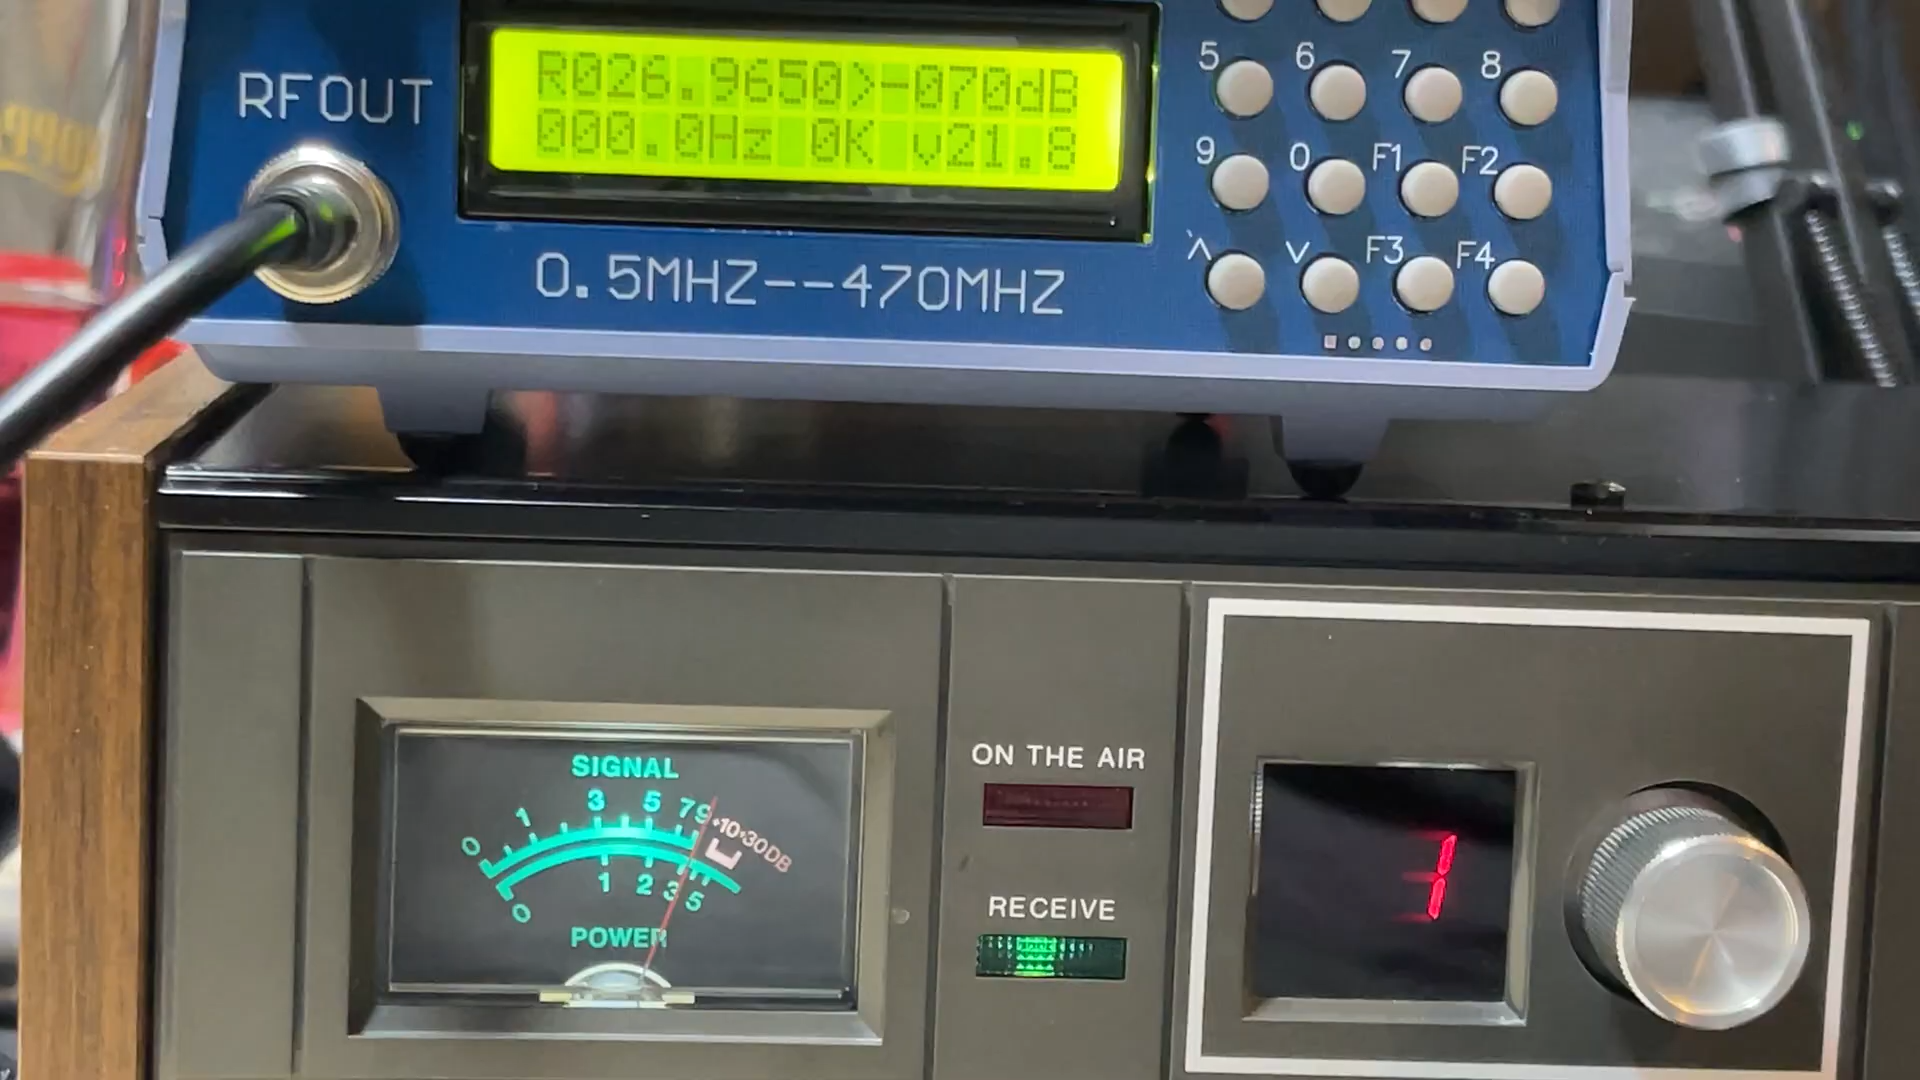 RFOUT
R026.9650>-070dB
000.0Hz OK v21.8
0.5MHZ--470MHZ
5 6 7 8
9 0 F1 F2
^ v F3 F4
SIGNAL
0 1 3 5 7 9 +10 +30DB
0 1 2 3 5
POWER
ON THE AIR
RECEIVE
1